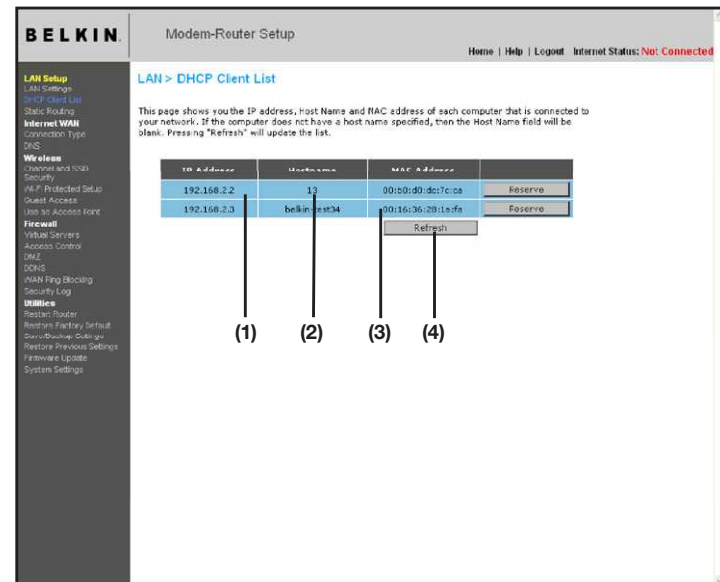 BELKIN.
Modem-Router Setup
Home | Help | Logout Internet Status: Not Connected
LAN Setup
LAN Settings
DHCP Client List
Static Routing
Internet WAN
Connection Type
DNS
Wireless
Channel and SSID
Security
Wi-Fi Protected Setup
Guest Access
Use as Access Point
Firewall
Virtual Servers
Access Control
DMZ
DDNS
WAN Ping Blocking
Security Log
Utilities
Restart Router
Restore Factory Default
Save/Backup Settings
Restore Previous Settings
Firmware Update
System Settings
LAN > DHCP Client List
This page shows you the IP address, Host Name and MAC address of each computer that is connected to
your network. If the computer does not have a host name specified, then the Host Name field will be
blank. Pressing "Refresh" will update the list.
IP Address Hostname MAC Address
192.168.2.2 13 00:b0:d0:dc:7c:ca Reserve
192.168.2.3 belkin-test34 00:16:36:28:1e:fa Reserve
Refresh
(1) (2) (3) (4)